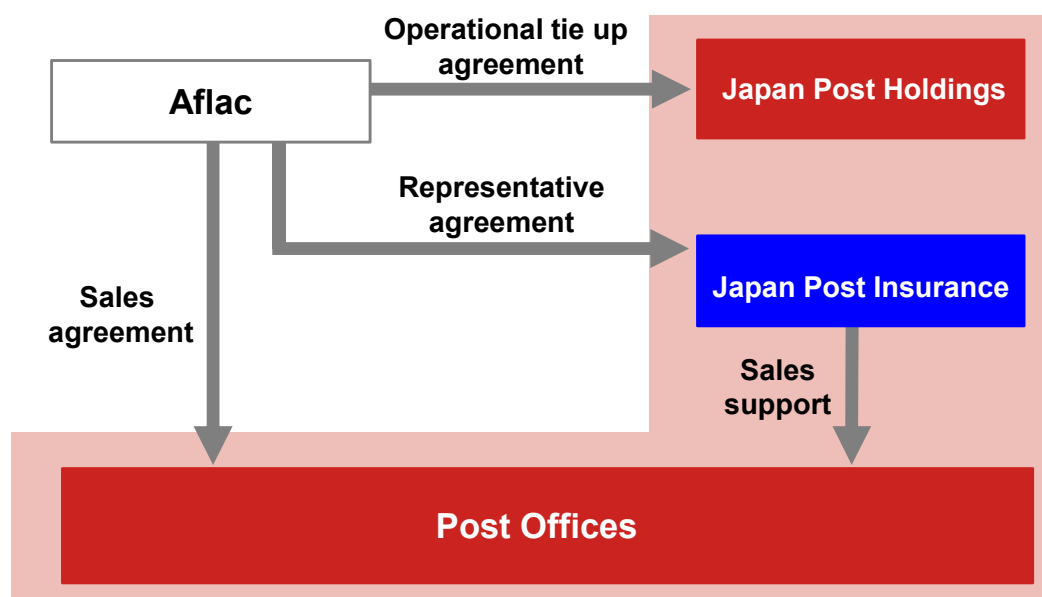 Operational tie up
agreement
Aflac
Japan Post Holdings
Representative
agreement
Japan Post Insurance
Sales
agreement
Sales
support
Post Offices